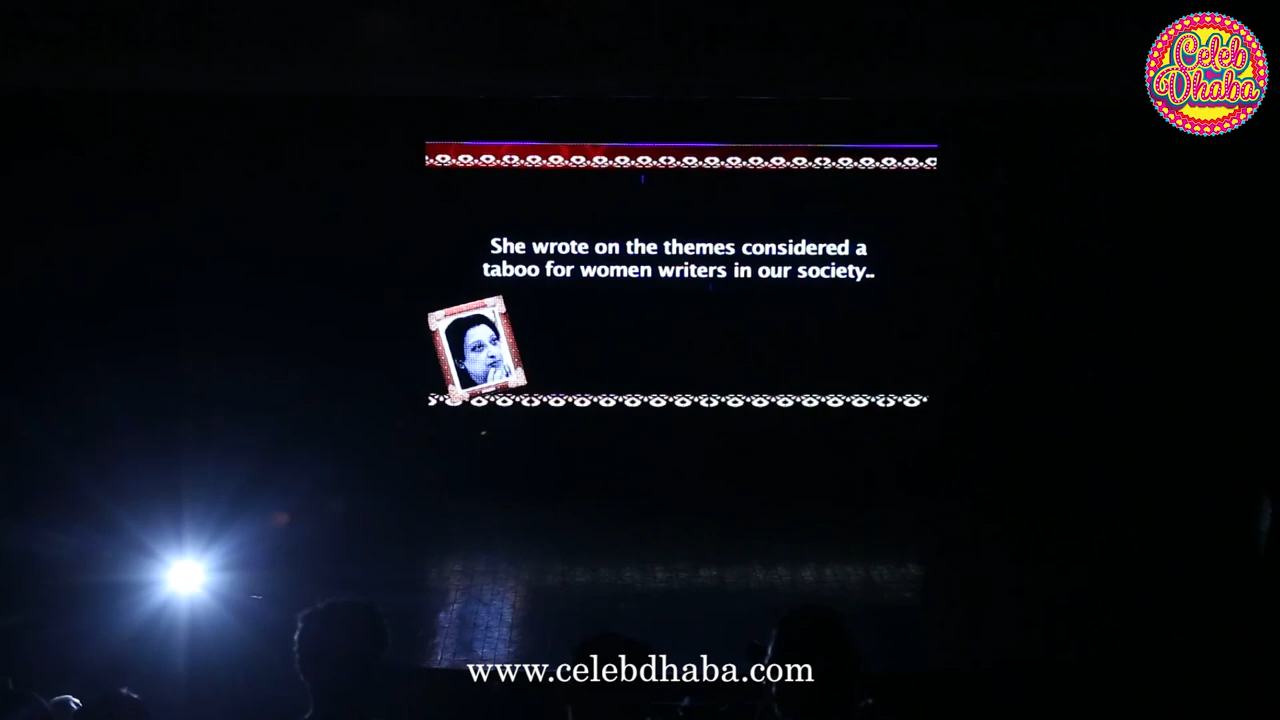 Celeb
Dhaba
She wrote on the themes considered a
taboo for women writers in our society..
www.celebdhaba.com